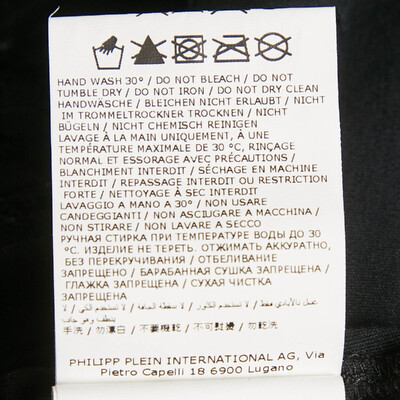 HAND WASH 30° / DO NOT BLEACH / DO NOT
TUMBLE DRY / DO NOT IRON / DO NOT DRY CLEAN
HANDWÄSCHE / BLEICHEN NICHT ERLAUBT / NICHT
IM TROMMELTROCKNER TROCKNEN / NICHT
BÜGELN / NICHT CHEMISCH REINIGEN
LAVAGE À LA MAIN UNIQUEMENT, À UNE
TEMPÉRATURE MAXIMALE DE 30 °C, RINÇAGE
NORMAL ET ESSORAGE AVEC PRÉCAUTIONS /
BLANCHIMENT INTERDIT / SÉCHAGE EN MACHINE
INTERDIT / REPASSAGE INTERDIT OU RESTRICTION
FORTE / NETTOYAGE À SEC INTERDIT
LAVAGGIO A MANO A 30° / NON USARE
CANDEGGIANTI / NON ASCIUGARE A MACCHINA /
NON STIRARE / NON LAVARE A SECCO
РУЧНАЯ СТИРКА ПРИ ТЕМПЕРАТУРЕ ВОДЫ ДО 30
°C. ИЗДЕЛИЕ НЕ ТЕРЕТЬ. ОТЖИМАТЬ АККУРАТНО,
БЕЗ ПЕРЕКРУЧИВАНИЯ / ОТБЕЛИВАНИЕ
ЗАПРЕЩЕНО / БАРАБАННАЯ СУШКА ЗАПРЕЩЕНА /
ГЛАЖКА ЗАПРЕЩЕНА / СУХАЯ ЧИСТКА
ЗАПРЕЩЕНА
手洗 / 勿漂白 / 不要機乾 / 不可熨燙 / 勿乾洗
PHILIPP PLEIN INTERNATIONAL AG, Via
Pietro Capelli 18 6900 Lugano